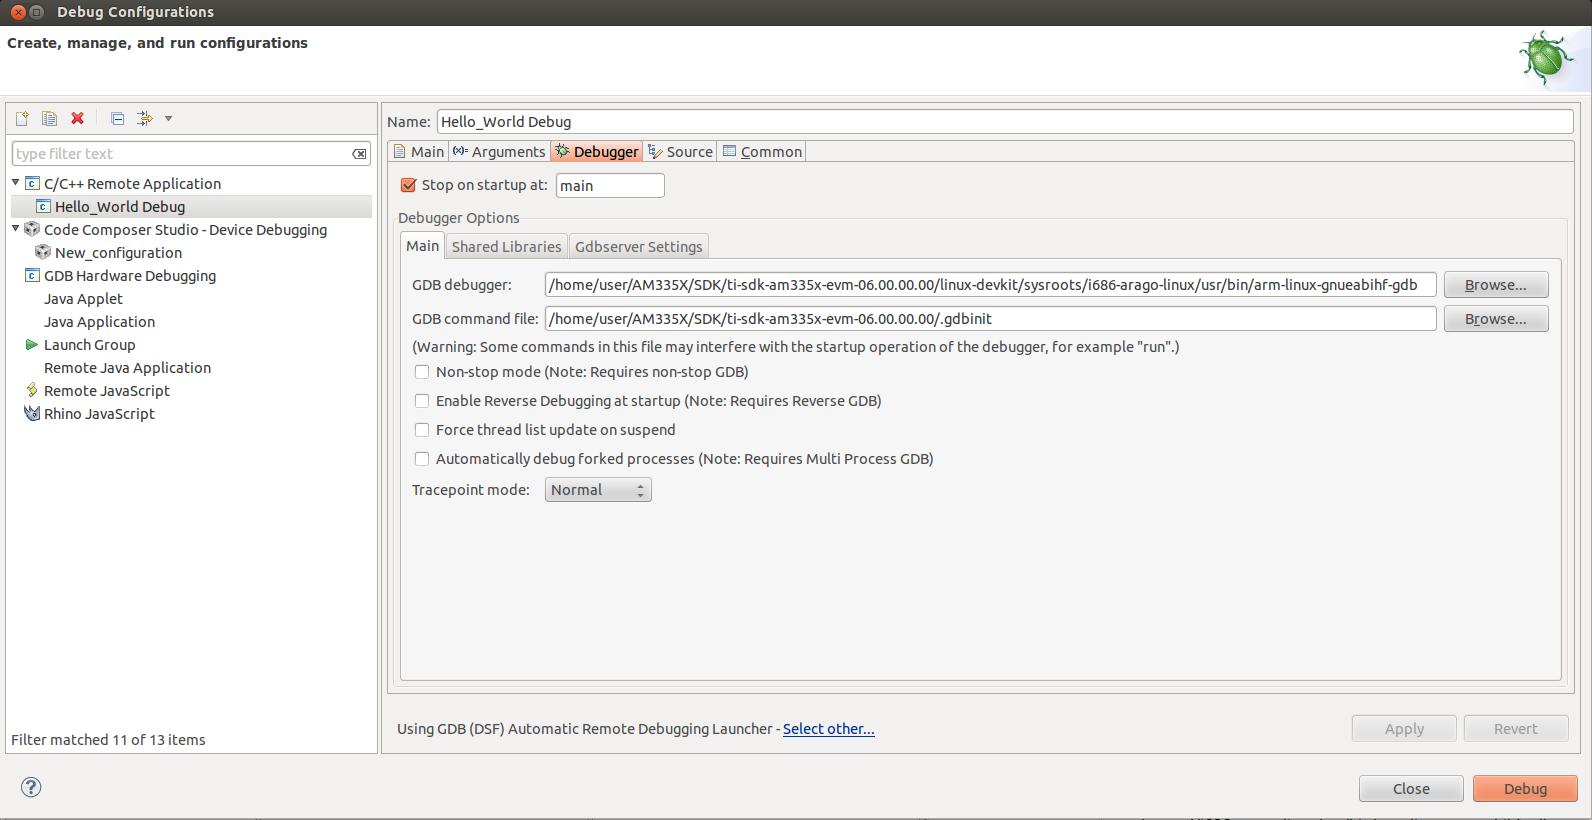 Debug Configurations
Create, manage, and run configurations
type filter text
C/C++ Remote Application
Hello_World Debug
Code Composer Studio - Device Debugging
New_configuration
GDB Hardware Debugging
Java Applet
Java Application
Launch Group
Remote Java Application
Remote JavaScript
Rhino JavaScript
Filter matched 11 of 13 items
Name: Hello_World Debug
Main Arguments Debugger Source Common
Stop on startup at: main
Debugger Options
Main Shared Libraries Gdbserver Settings
GDB debugger: /home/user/AM335X/SDK/ti-sdk-am335x-evm-06.00.00.00/linux-devkit/sysroots/i686-arago-linux/usr/bin/arm-linux-gnueabihf-gdb Browse...
GDB command file: /home/user/AM335X/SDK/ti-sdk-am335x-evm-06.00.00.00/.gdbinit Browse...
(Warning: Some commands in this file may interfere with the startup operation of the debugger, for example "run".)
Non-stop mode (Note: Requires non-stop GDB)
Enable Reverse Debugging at startup (Note: Requires Reverse GDB)
Force thread list update on suspend
Automatically debug forked processes (Note: Requires Multi Process GDB)
Tracepoint mode: Normal
Using GDB (DSF) Automatic Remote Debugging Launcher - Select other...
Apply Revert
Close Debug